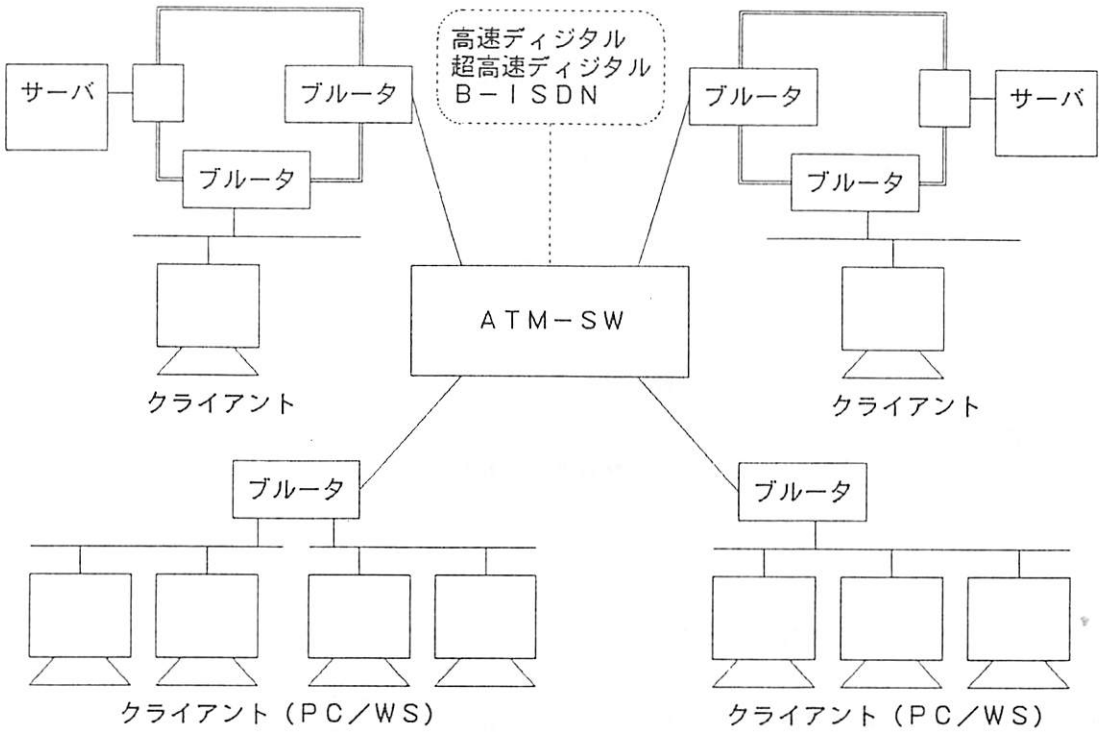 高速ディジタル
超高速ディジタル
B-ISDN
サーバ
ブルータ
ブルータ
サーバ
ブルータ
ブルータ
ATM-SW
クライアント
クライアント
ブルータ
ブルータ
クライアント(PC/WS)
クライアント(PC/WS)